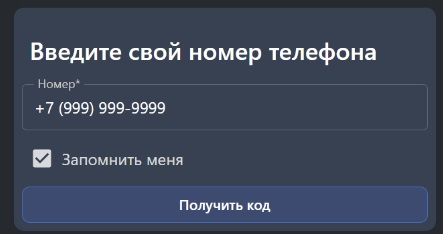 Введите свой номер телефона
Номер*
+7 (999) 999-9999
Запомнить меня
Получить код